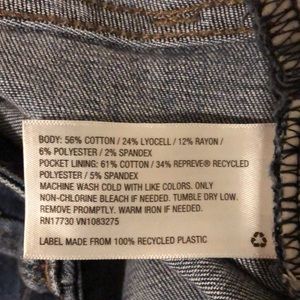 BODY: 56% COTTON / 24% LYOCELL / 12% RAYON /
6% POLYESTER / 2% SPANDEX
POCKET LINING: 61% COTTON / 34% REPREVE® RECYCLED
POLYESTER / 5% SPANDEX
MACHINE WASH COLD WITH LIKE COLORS. ONLY
NON-CHLORINE BLEACH IF NEEDED. TUMBLE DRY LOW.
REMOVE PROMPTLY. WARM IRON IF NEEDED.
RN17730 VN1083275
LABEL MADE FROM 100% RECYCLED PLASTIC